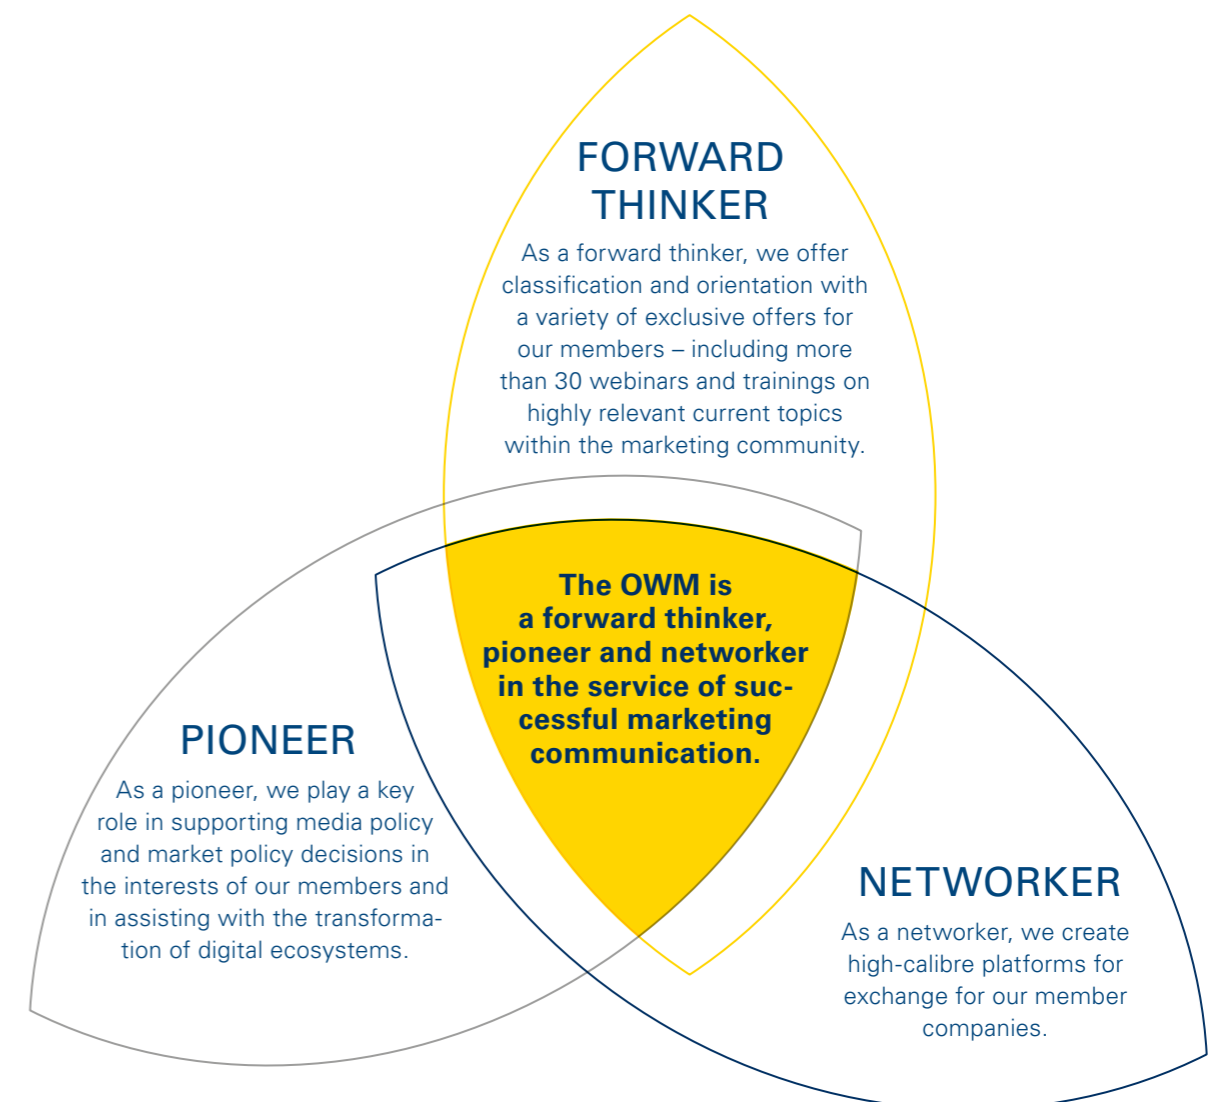 FORWARD
THINKER
As a forward thinker, we offer
classification and orientation with
a variety of exclusive offers for
our members – including more
than 30 webinars and trainings on
highly relevant current topics
within the marketing community.
The OWM is
a forward thinker,
pioneer and networker
in the service of suc-
cessful marketing
communication.
PIONEER
As a pioneer, we play a key
role in supporting media policy
and market policy decisions in
the interests of our members and
in assisting with the transforma-
tion of digital ecosystems.
NETWORKER
As a networker, we create
high-calibre platforms for
exchange for our member
companies.